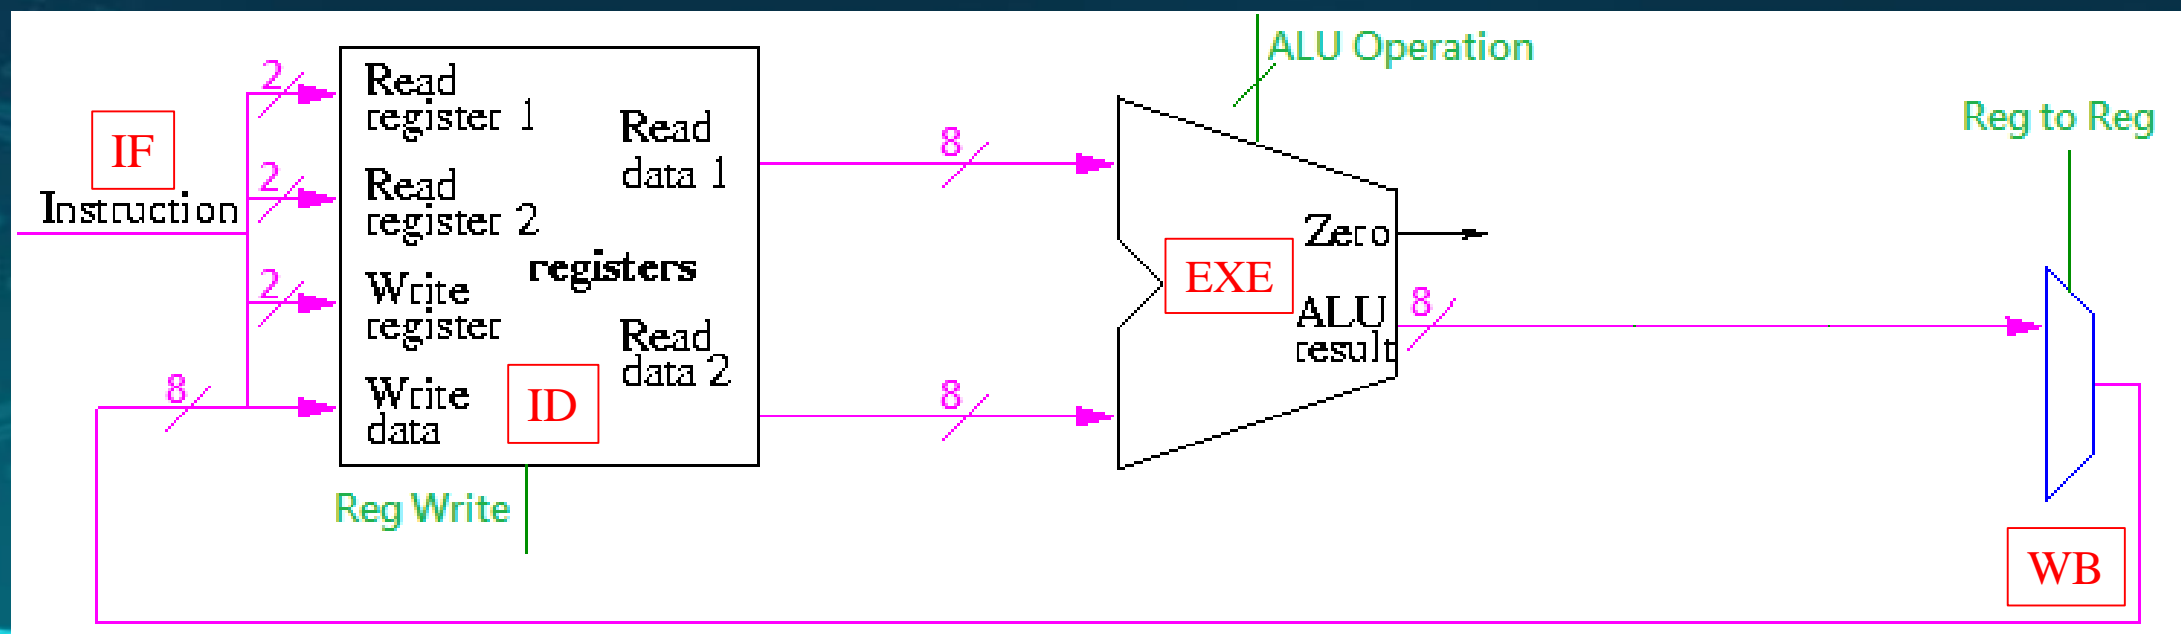 ALU Operation
Reg to Reg
IF
Instruction
2
2
2
8
Read
register 1
Read
register 2
Write
register
Write
data
Read
data 1
registers
Read
data 2
ID
Reg Write
8
8
Zero
EXE
ALU
result
8
WB